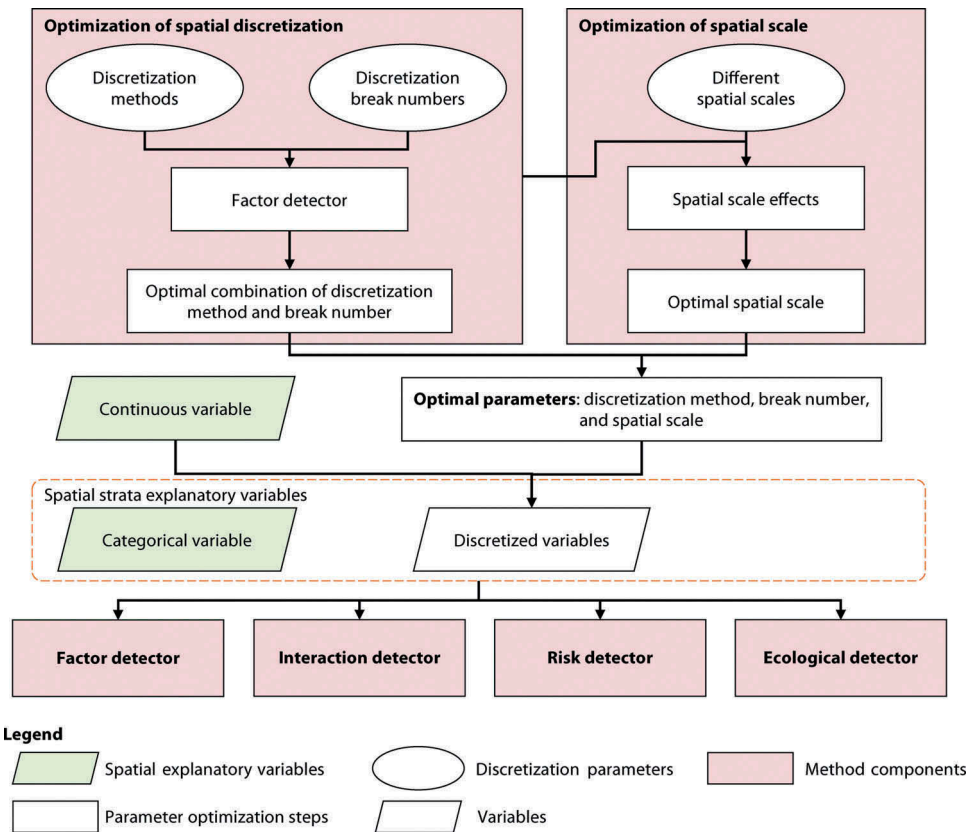 Optimization of spatial discretization
Discretization
methods
Discretization
break numbers
Factor detector
Optimal combination of discretization
method and break number
Optimization of spatial scale
Different
spatial scales
Spatial scale effects
Optimal spatial scale
Continuous variable
Optimal parameters: discretization method, break number,
and spatial scale
Spatial strata explanatory variables
Categorical variable
Discretized variables
Factor detector
Interaction detector
Risk detector
Ecological detector
Legend
Spatial explanatory variables
Discretization parameters
Method components
Parameter optimization steps
Variables